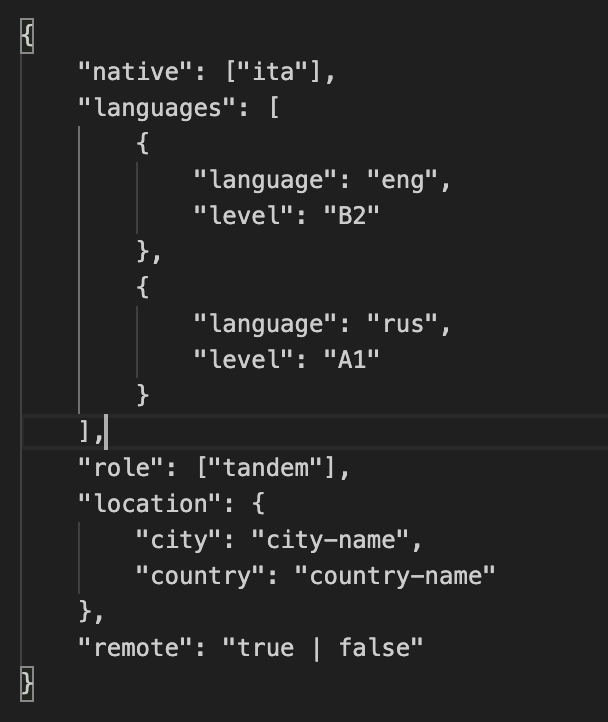 {
    "native": ["ita"],
    "languages": [
        {
            "language": "eng",
            "level": "B2"
        },
        {
            "language": "rus",
            "level": "A1"
        }
    ],
    "role": ["tandem"],
    "location": {
        "city": "city-name",
        "country": "country-name"
    },
    "remote": "true | false"
}